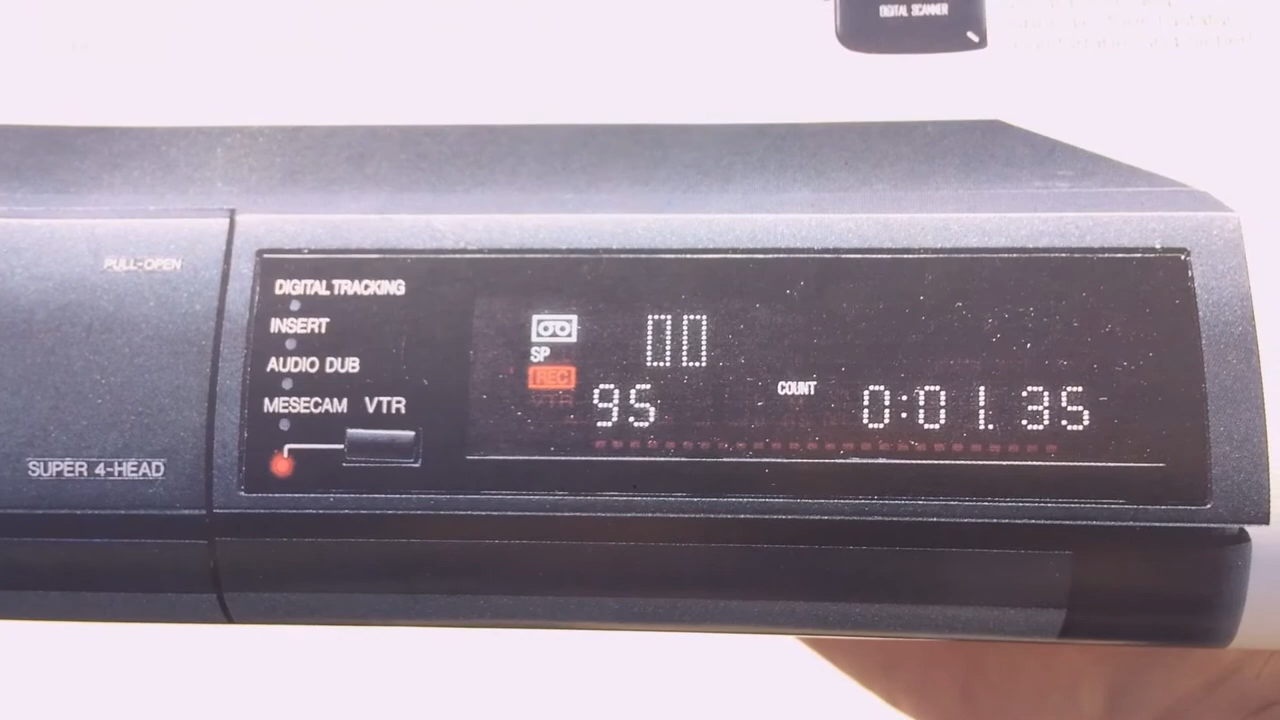 DIGITAL SCANNER
PULL-OPEN
DIGITAL TRACKING
INSERT
AUDIO DUB
MESECAM VTR
SUPER 4-HEAD
SP
REC
VTR
00
95
COUNT
0:01.35